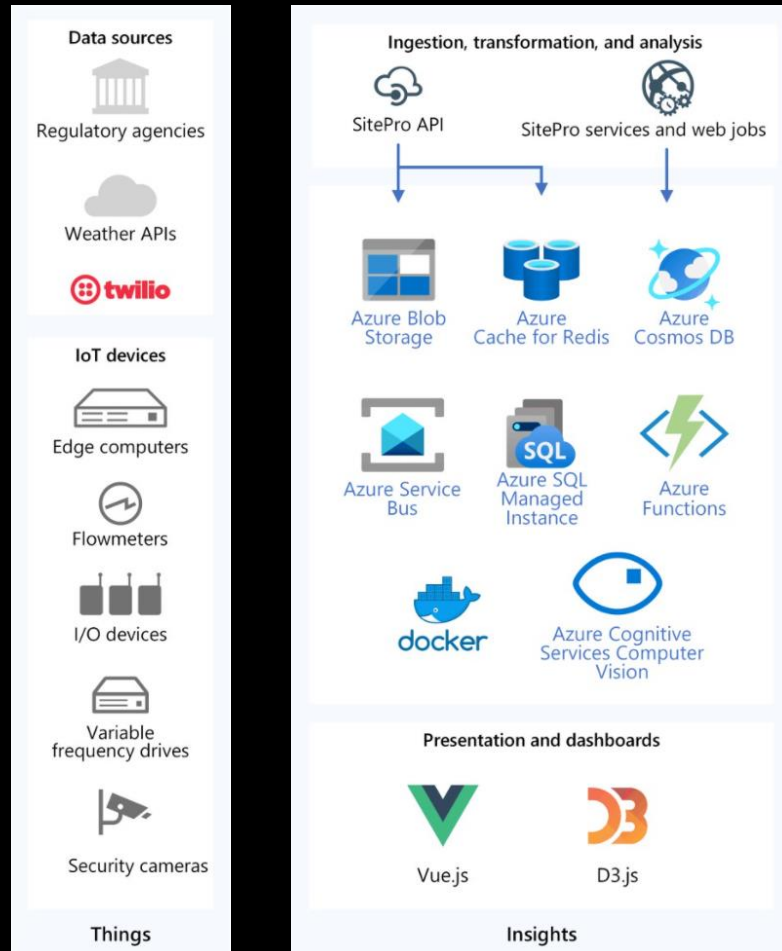 Data sources
Regulatory agencies
Weather APIs
twilio
IoT devices
Edge computers
Flowmeters
I/O devices
Variable
frequency drives
Security cameras
Things
Ingestion, transformation, and analysis
SitePro API
SitePro services and web jobs
Azure Blob
Storage
Azure
Cache for Redis
Azure
Cosmos DB
Azure Service
Bus
SQL
Azure SQL
Managed
Instance
Azure
Functions
docker
Azure Cognitive
Services Computer
Vision
Presentation and dashboards
D3
Vue.js
D3.js
Insights